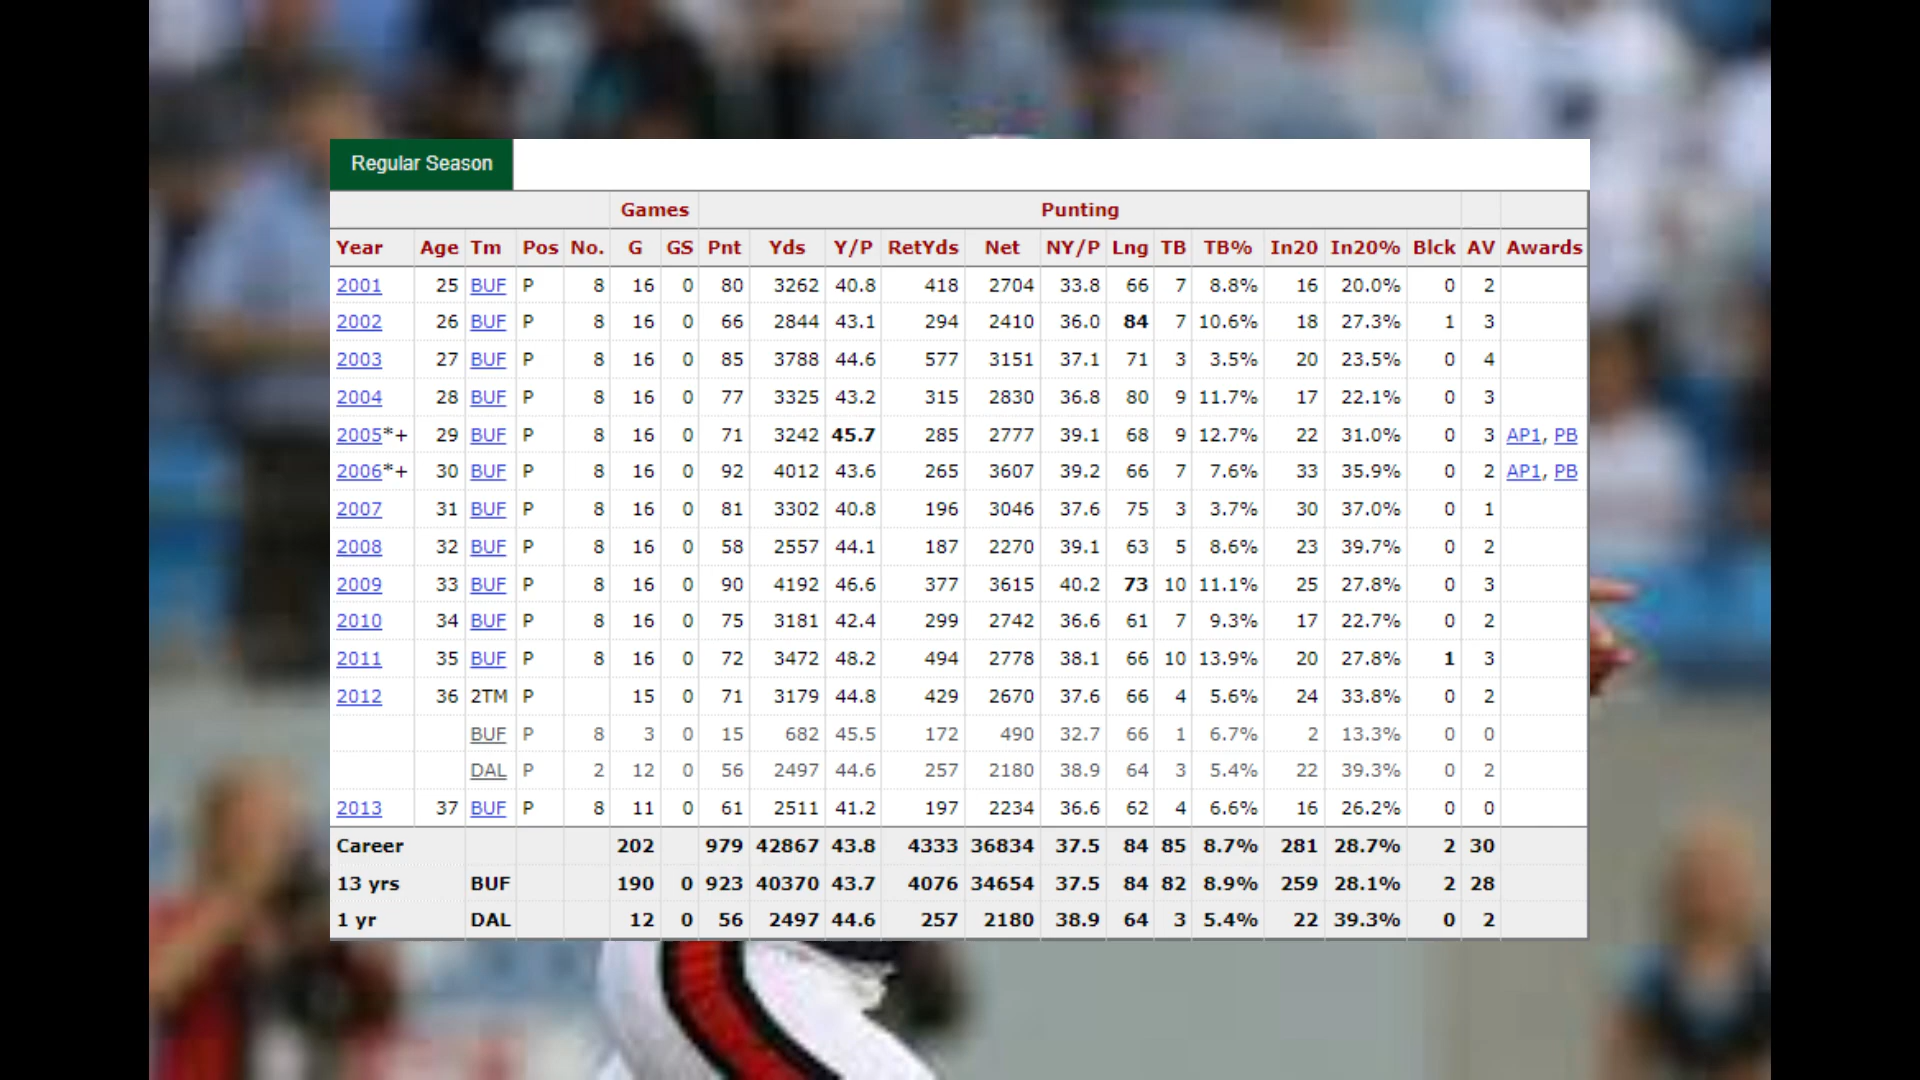 Regular Season
Games Punting
Year Age Tm Pos No. G GS Pnt Yds Y/P RetYds Net NY/P Lng TB TB% In20 In20% Blck AV Awards
2001 25 BUF P 8 16 0 80 3262 40.8 418 2704 33.8 66 7 8.8% 16 20.0% 0 2
2002 26 BUF P 8 16 0 66 2844 43.1 294 2410 36.0 84 7 10.6% 18 27.3% 1 3
2003 27 BUF P 8 16 0 85 3788 44.6 577 3151 37.1 71 3 3.5% 20 23.5% 0 4
2004 28 BUF P 8 16 0 77 3325 43.2 315 2830 36.8 80 9 11.7% 17 22.1% 0 3
2005*+ 29 BUF P 8 16 0 71 3242 45.7 285 2777 39.1 68 9 12.7% 22 31.0% 0 3 AP1, PB
2006*+ 30 BUF P 8 16 0 92 4012 43.6 265 3607 39.2 66 7 7.6% 33 35.9% 0 2 AP1, PB
2007 31 BUF P 8 16 0 81 3302 40.8 196 3046 37.6 75 3 3.7% 30 37.0% 0 1
2008 32 BUF P 8 16 0 58 2557 44.1 187 2270 39.1 63 5 8.6% 23 39.7% 0 2
2009 33 BUF P 8 16 0 90 4192 46.6 377 3615 40.2 73 10 11.1% 25 27.8% 0 3
2010 34 BUF P 8 16 0 75 3181 42.4 299 2742 36.6 61 7 9.3% 17 22.7% 0 2
2011 35 BUF P 8 16 0 72 3472 48.2 494 2778 38.1 66 10 13.9% 20 27.8% 1 3
2012 36 2TM P 15 0 71 3179 44.8 429 2670 37.6 66 4 5.6% 24 33.8% 0 2
BUF P 8 3 0 15 682 45.5 172 490 32.7 66 1 6.7% 2 13.3% 0 0
DAL P 2 12 0 56 2497 44.6 257 2180 38.9 64 3 5.4% 22 39.3% 0 2
2013 37 BUF P 8 11 0 61 2511 41.2 197 2234 36.6 62 4 6.6% 16 26.2% 0 0
Career 202 979 42867 43.8 4333 36834 37.5 84 85 8.7% 281 28.7% 2 30
13 yrs BUF 190 0 923 40370 43.7 4076 34654 37.5 84 82 8.9% 259 28.1% 2 28
1 yr DAL 12 0 56 2497 44.6 257 2180 38.9 64 3 5.4% 22 39.3% 0 2